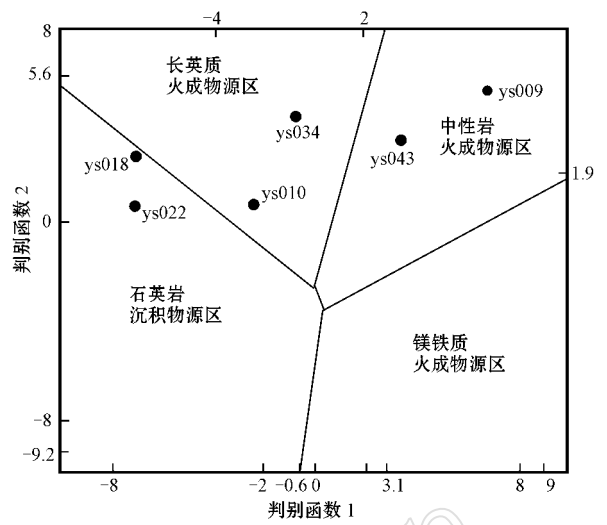 -4
2
8
5.6
0
-8
-9.2
1.9
长英质
火成物源区
ys009
ys034
中性岩
火成物源区
ys043
ys018
ys010
ys022
判别函数 2
石英岩
沉积物源区
镁铁质
火成物源区
-8
-2
-0.6
0
2
3.1
8
9
判别函数 1